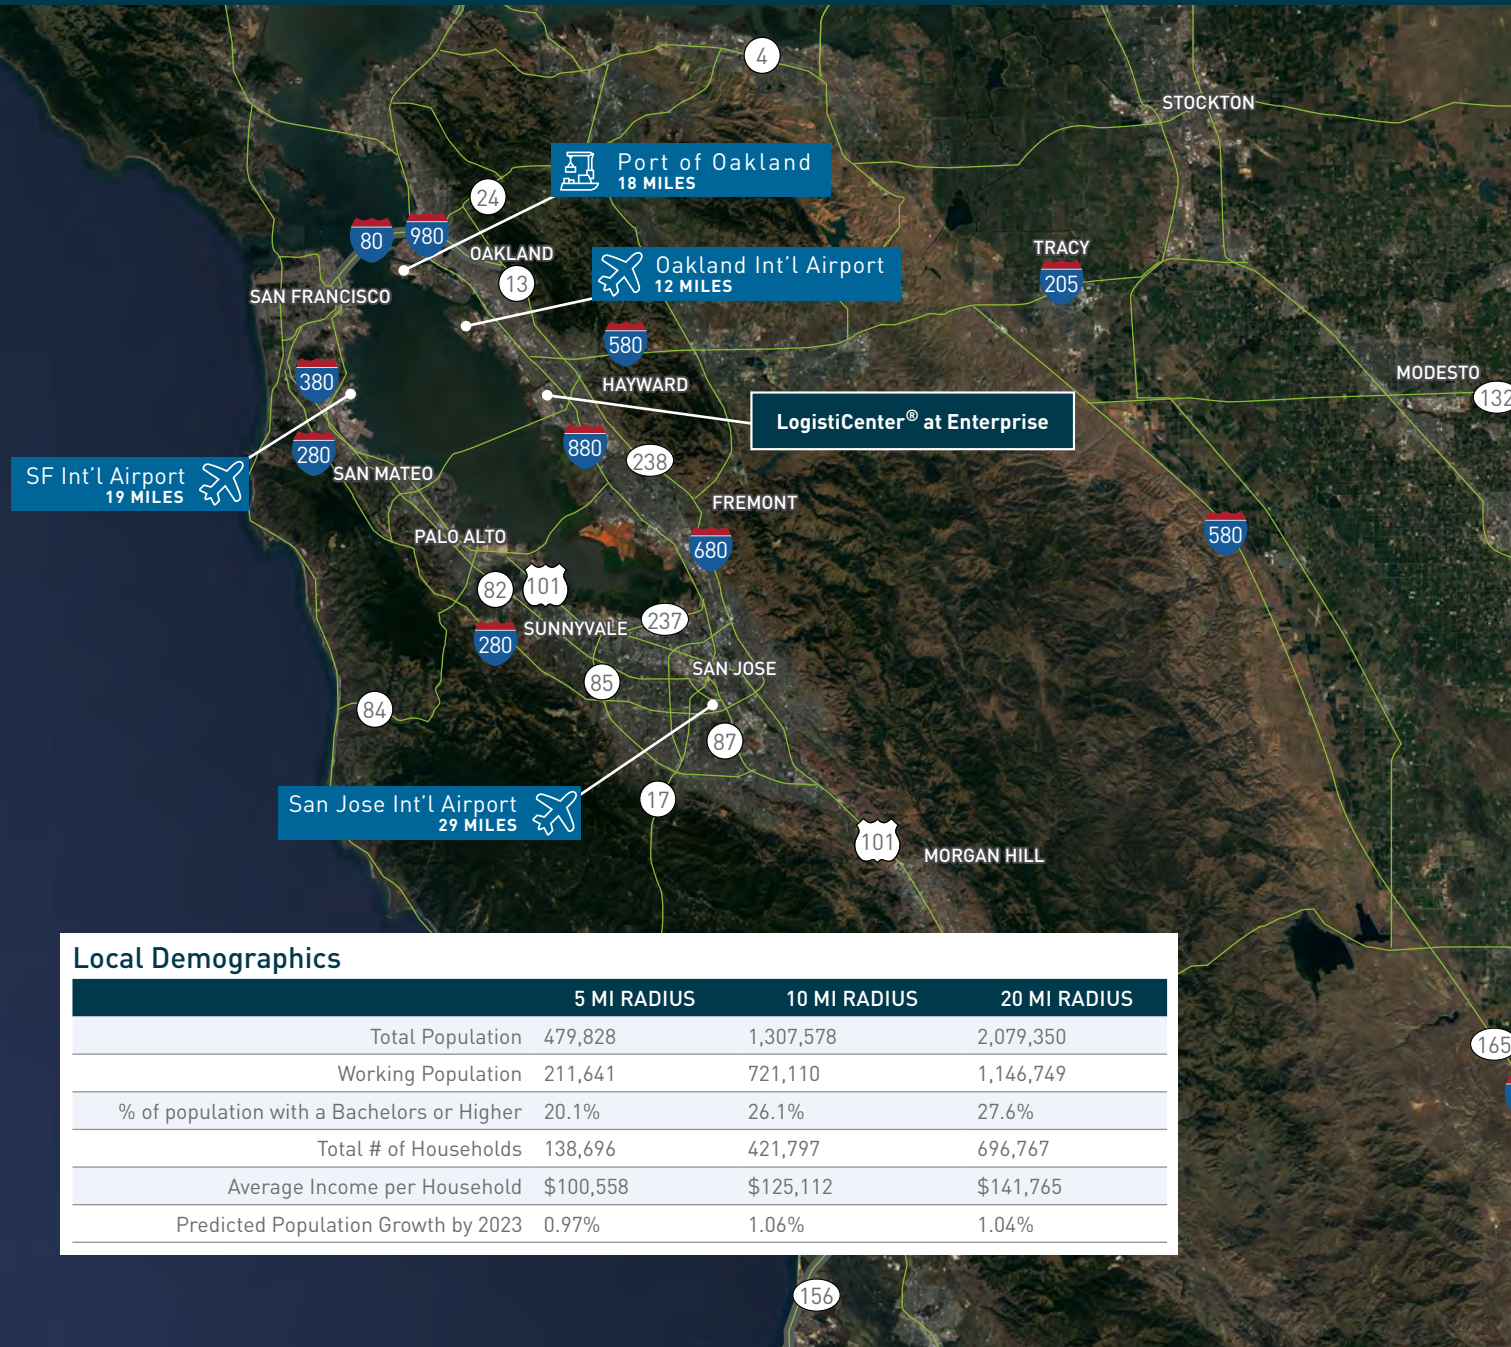 4
STOCKTON
Port of Oakland
18 MILES
24
80
980
OAKLAND
TRACY
Oakland Int'l Airport
12 MILES
13
205
SAN FRANCISCO
580
380
HAYWARD
MODESTO
132
LogistiCenter® at Enterprise
880
280
238
SAN MATEO
SF Int'l Airport
19 MILES
FREMONT
PALO ALTO
680
580
82
101
237
SUNNYVALE
280
SAN JOSE
85
84
87
San Jose Int'l Airport
29 MILES
17
101
MORGAN HILL
Local Demographics
5 MI RADIUS 10 MI RADIUS 20 MI RADIUS
Total Population 479,828 1,307,578 2,079,350
Working Population 211,641 721,110 1,146,749
% of population with a Bachelors or Higher 20.1% 26.1% 27.6%
Total # of Households 138,696 421,797 696,767
Average Income per Household $100,558 $125,112 $141,765
Predicted Population Growth by 2023 0.97% 1.06% 1.04%
165
156